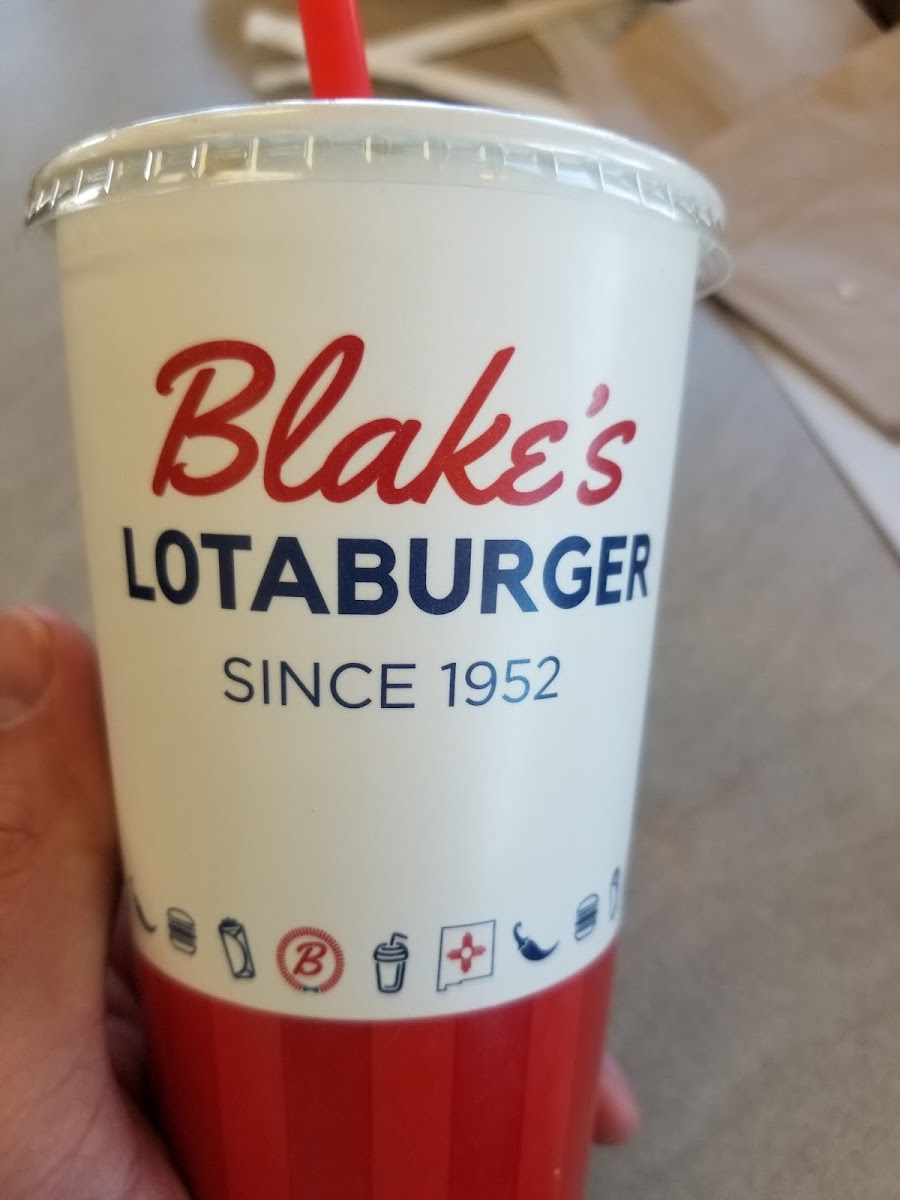 Blake's
LOTABURGER
SINCE 1952
B